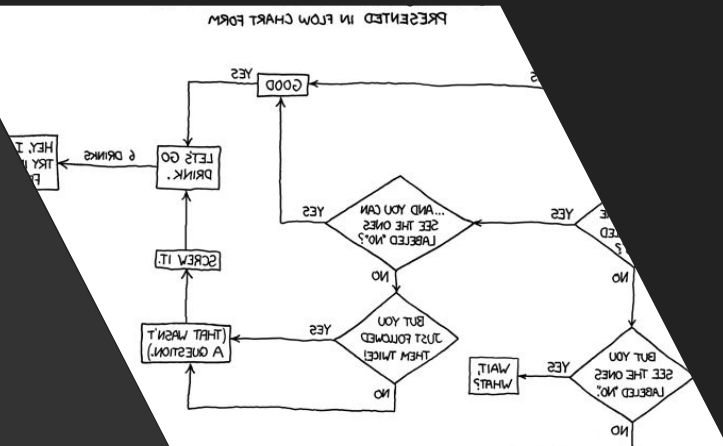 PRESENTED IN FLOW CHART FORM
YES
GOOD
LET'S GO
DRINK.
6 DRINKS
HEY, I
TRY
YES
...AND YOU CAN
SEE THE ONES
LABELED "NO"?
YES
NO
SCREW IT.
NO
BUT YOU
JUST FOLLOWED
THEM TWICE!
YES
(THAT WASN'T
A QUESTION.)
NO
BUT YOU
SEE THE ONES
LABELED "NO".
YES
WAIT,
WHAT?
NO